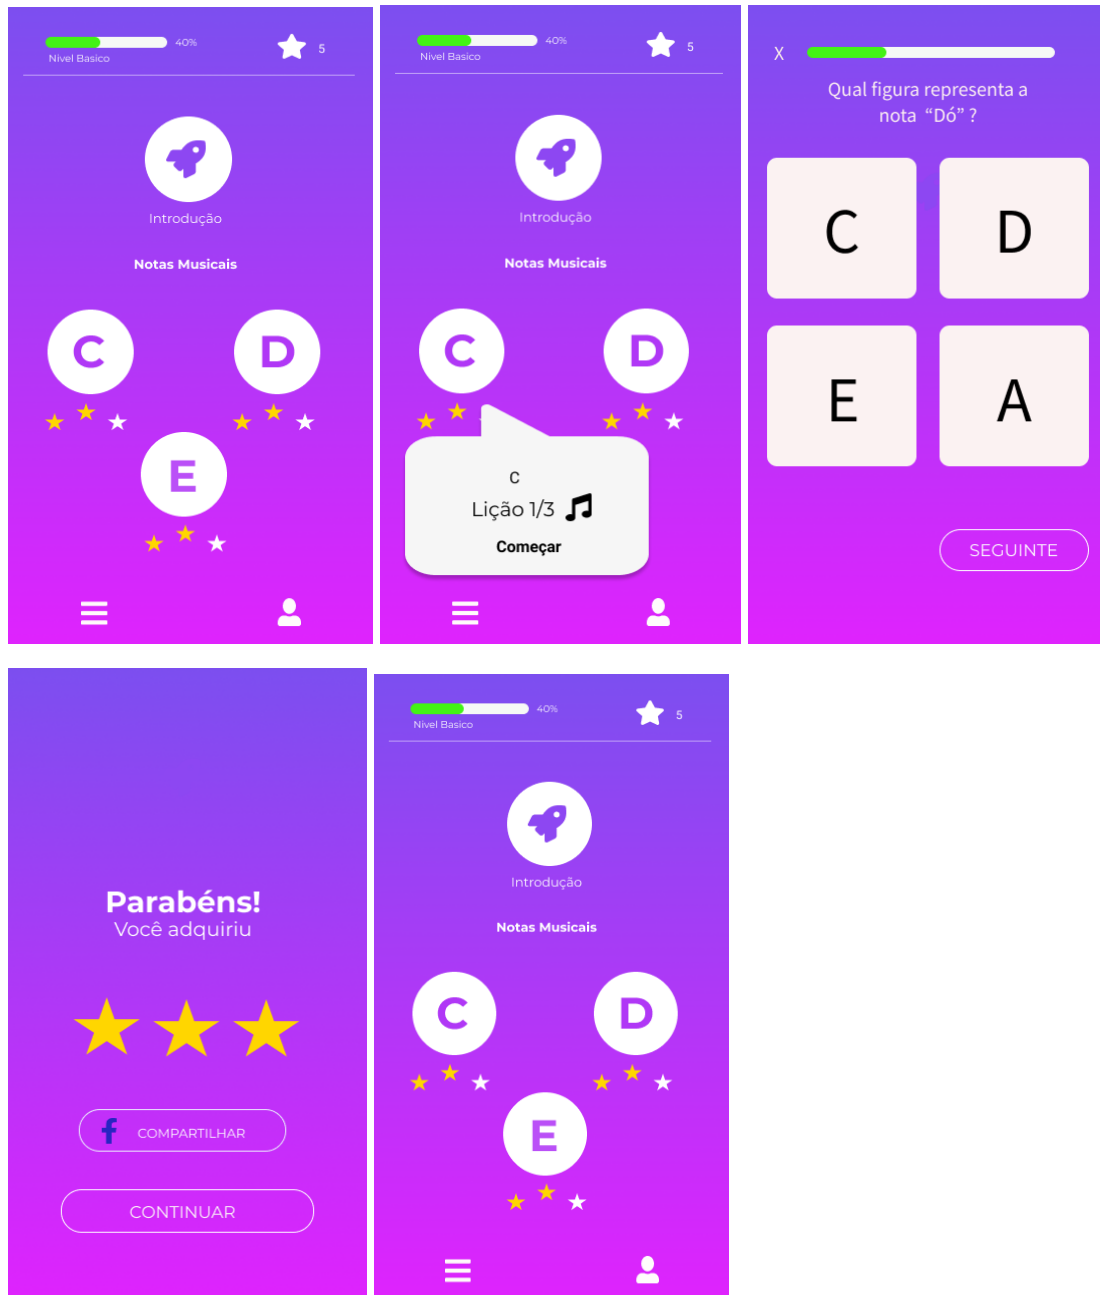 40%
5
Nivel Basico
Introdução
Notas Musicais
C
D
E
40%
5
Nivel Basico
Introdução
Notas Musicais
C
D
C
Lição 1/3
Começar
X
Qual figura representa a
nota “Dó” ?
C
D
E
A
SEGUINTE
Parabéns!
Você adquiriu
f
COMPARTILHAR
CONTINUAR
40%
5
Nivel Basico
Introdução
Notas Musicais
C
D
E